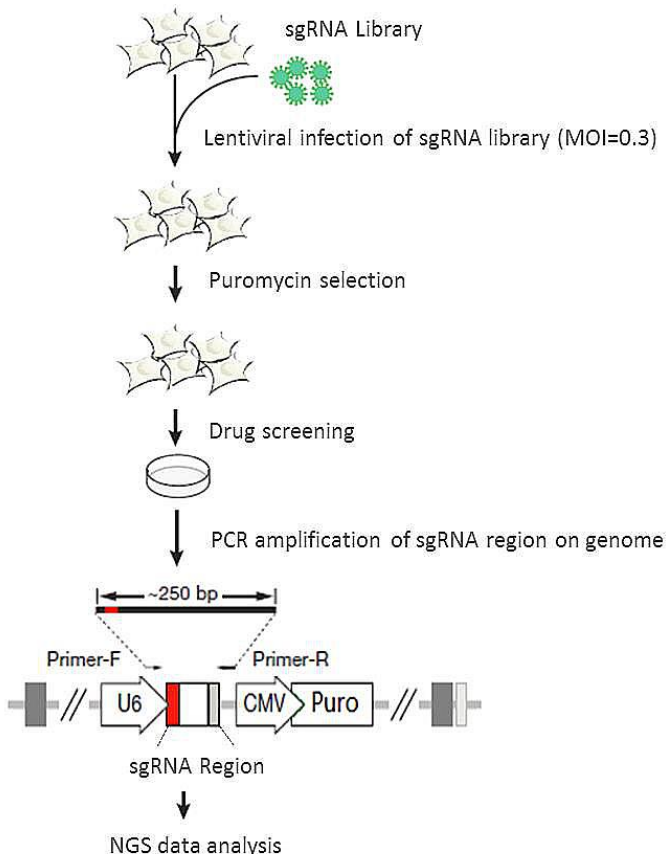 sgRNA Library
Lentiviral infection of sgRNA library (MOI=0.3)
Puromycin selection
Drug screening
PCR amplification of sgRNA region on genome
~250 bp
Primer-F Primer-R
U6 CMV Puro
sgRNA Region
NGS data analysis